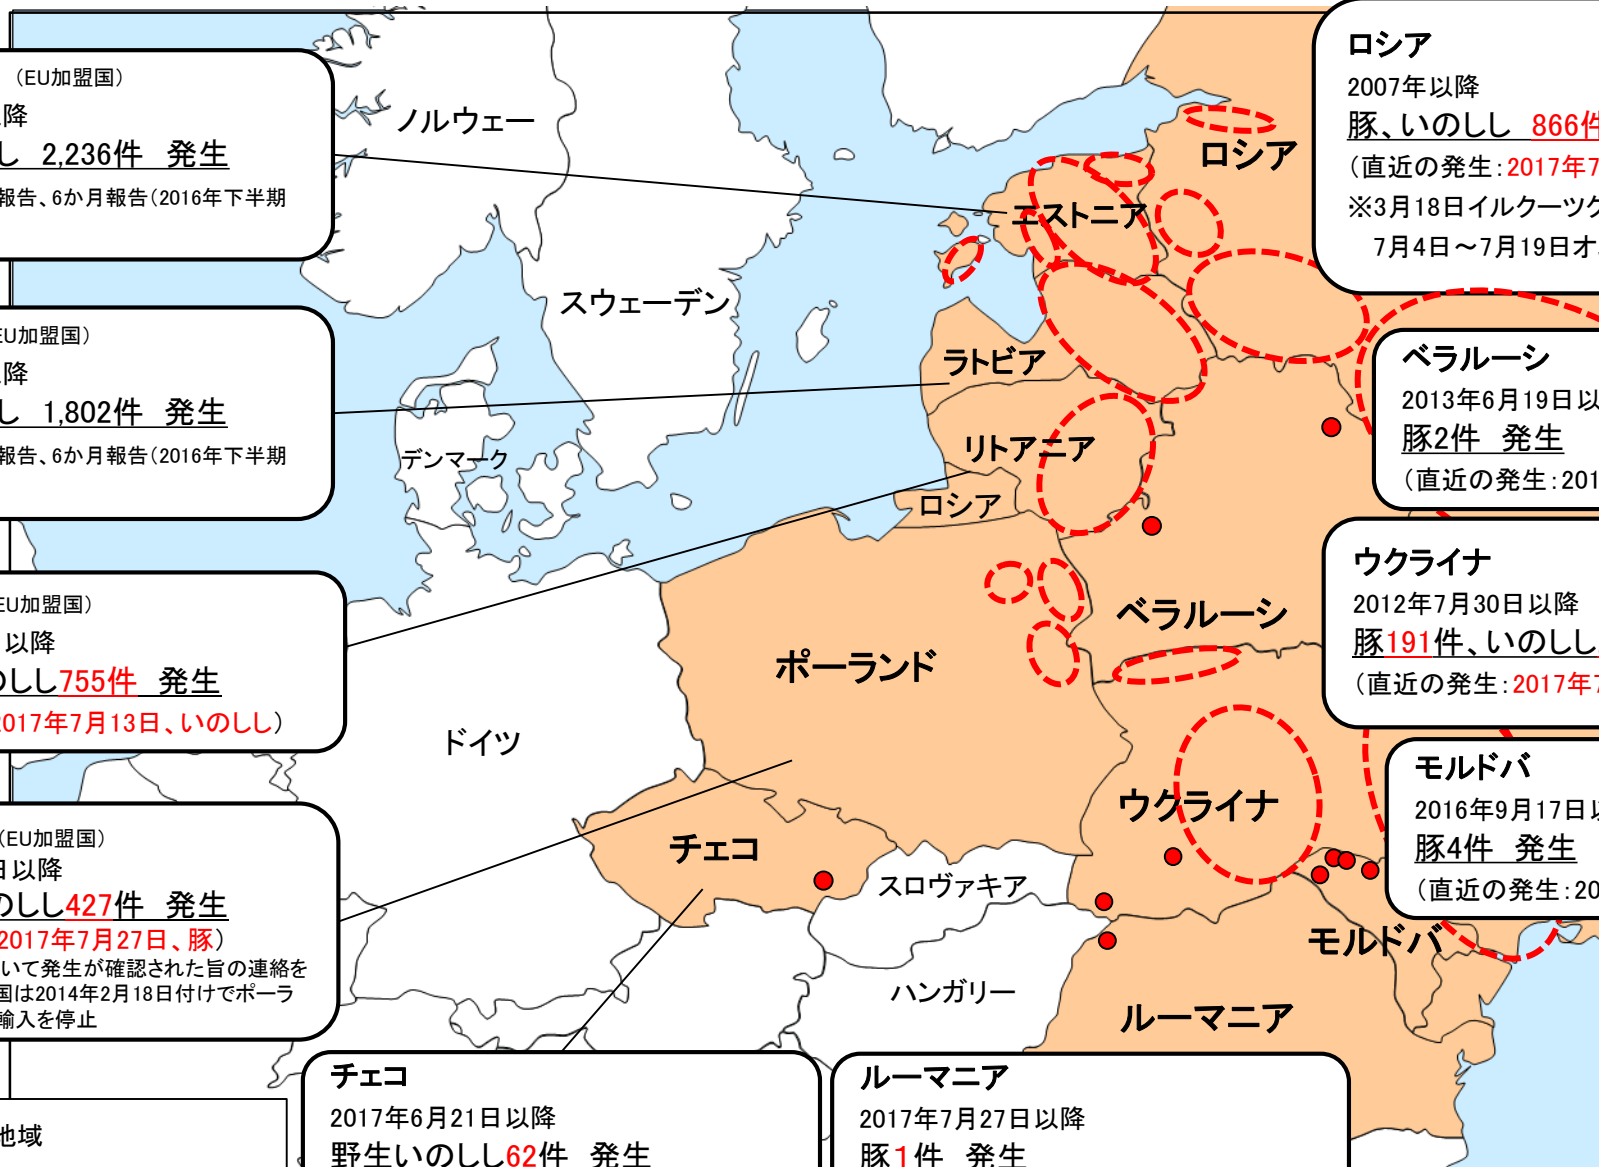 （EU加盟国）
降
し 2,236件 発生
報告、6か月報告（2016年下半期
EU加盟国）
降
し 1,802件 発生
報告、6か月報告（2016年下半期
EU加盟国）
以降
のしし755件 発生
2017年7月13日、いのしし）
（EU加盟国）
日以降
のしし427件 発生
2017年7月27日、豚）
いて発生が確認された旨の連絡を
国は2014年2月18日付けでポーラ
輸入を停止
地域
チェコ
2017年6月21日以降
野生いのしし62件 発生
ルーマニア
2017年7月27日以降
豚1件 発生
ロシア
2007年以降
豚、いのしし 866件
（直近の発生：2017年7
※3月18日イルクーツク
7月4日～7月19日オ
ベラルーシ
2013年6月19日以
豚2件 発生
（直近の発生：201
ウクライナ
2012年7月30日以降
豚191件、いのしし
（直近の発生：2017年7
モルドバ
2016年9月17日以
豚4件 発生
（直近の発生：20
ノルウェー
スウェーデン
デンマーク
ドイツ
エストニア
ロシア
ラトビア
リトアニア
ロシア
ベラルーシ
ポーランド
ウクライナ
チェコ
スロヴァキア
ハンガリー
モルドバ
ルーマニア